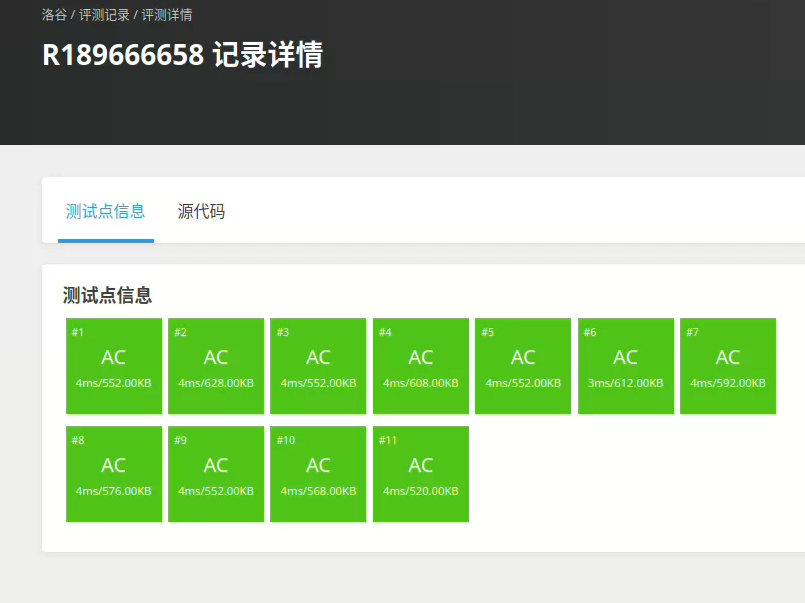 洛谷 / 评测记录 / 评测详情
R189666658 记录详情
测试点信息 源代码
测试点信息
#1 #2 #3 #4 #5 #6 #7
AC AC AC AC AC AC AC
4ms/552.00KB 4ms/628.00KB 4ms/552.00KB 4ms/608.00KB 4ms/552.00KB 3ms/612.00KB 4ms/592.00KB
#8 #9 #10 #11
AC AC AC AC
4ms/576.00KB 4ms/552.00KB 4ms/568.00KB 4ms/520.00KB